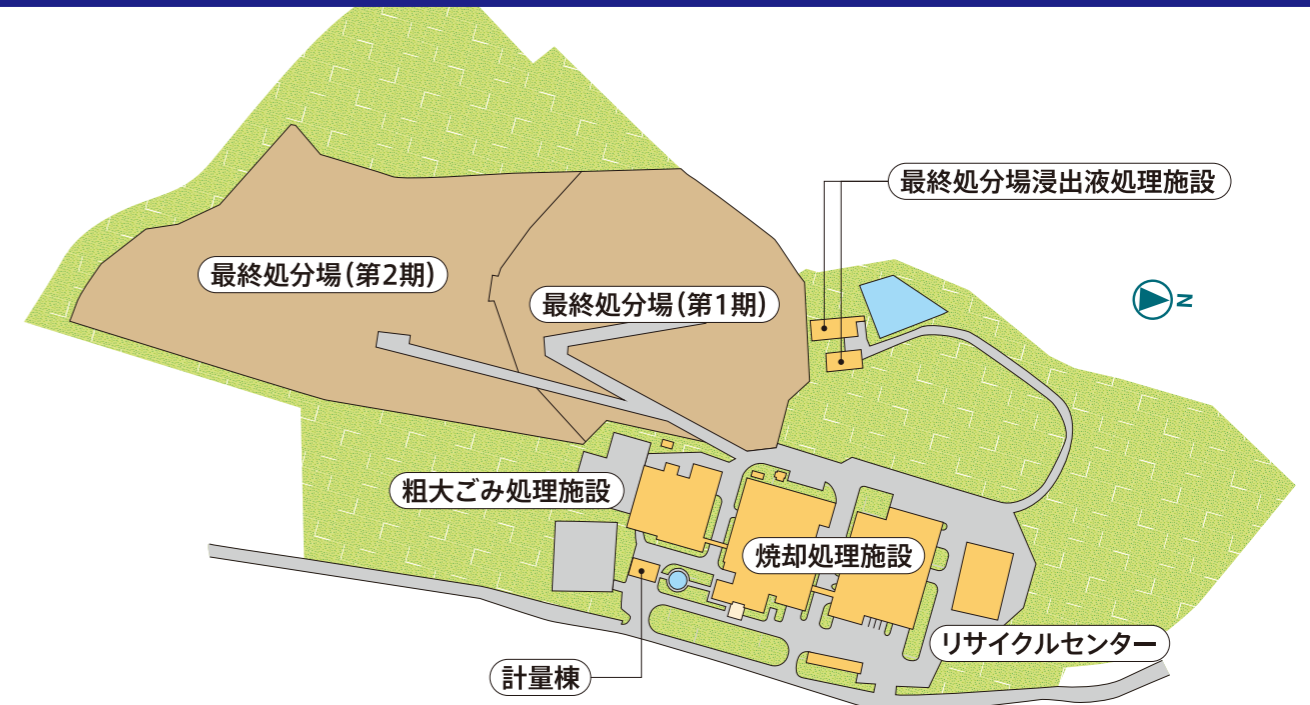 最終処分場浸出液処理施設
最終処分場(第2期)
最終処分場(第1期)
N
粗大ごみ処理施設
焼却処理施設
リサイクルセンター
計量棟